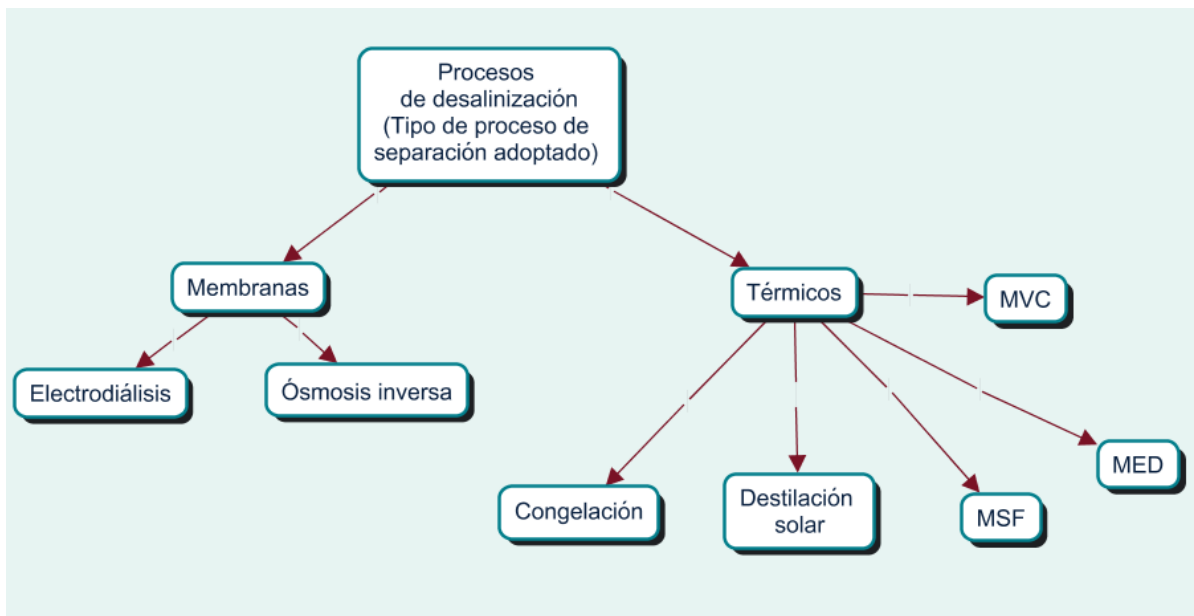 Procesos
de desalinización
(Tipo de proceso de
separación adoptado)
Membranas
Térmicos
MVC
Electrodiálisis
Ósmosis inversa
Congelación
Destilación
solar
MSF
MED